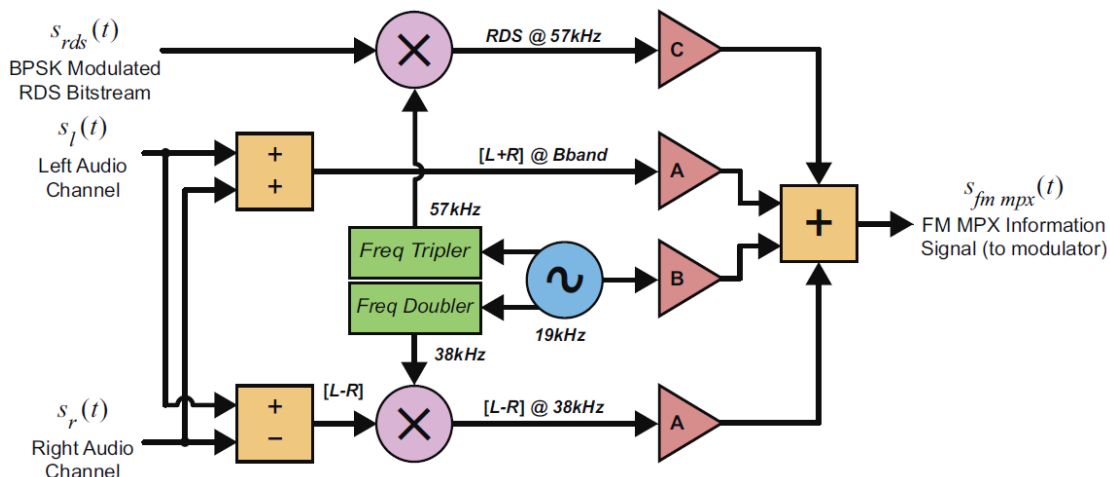 s_rds(t)
BPSK Modulated
RDS Bitstream
RDS @ 57kHz
C
s_l(t)
Left Audio
Channel
+
+
[L+R] @ Bband
A
57kHz
Freq Tripler
Freq Doubler
38kHz
19kHz
B
+
s_fm mpx(t)
FM MPX Information
Signal (to modulator)
s_r(t)
Right Audio
Channel
+
−
[L-R]
[L-R] @ 38kHz
A